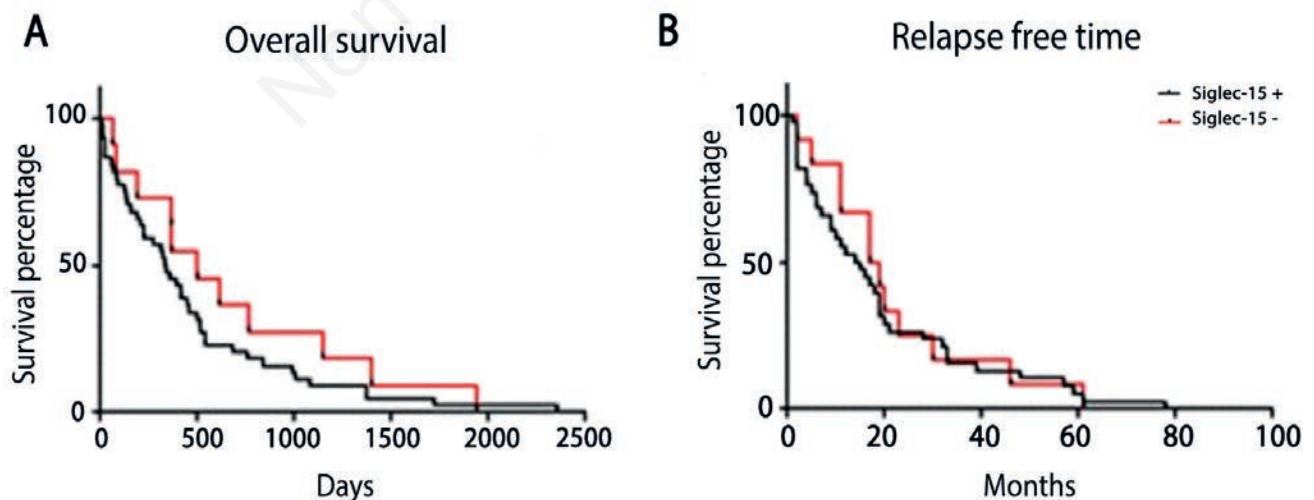 A
Overall survival
Survival percentage
100
50
0
0 500 1000 1500 2000 2500
Days
B
Relapse free time
Siglec-15 +
Siglec-15 -
Survival percentage
100
50
0
0 20 40 60 80 100
Months